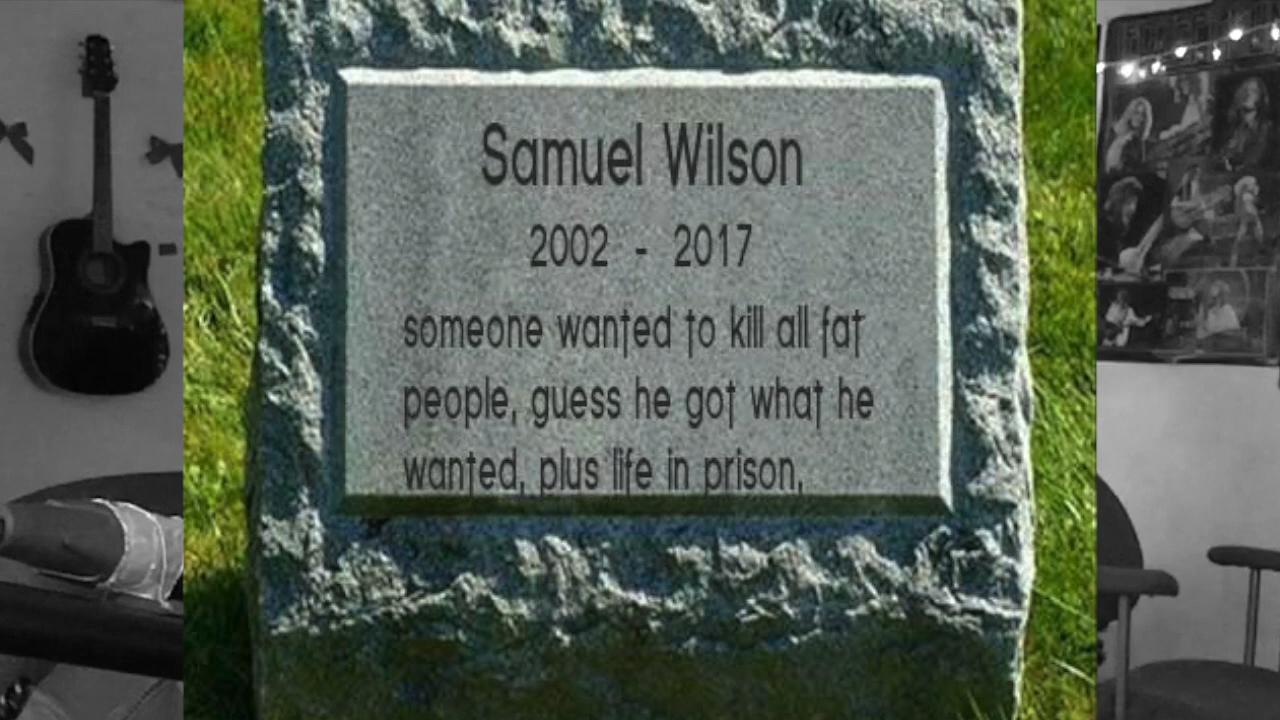 Samuel Wilson
2002 - 2017
someone wanted to kill all fat
people, guess he got what he
wanted, plus life in prison,